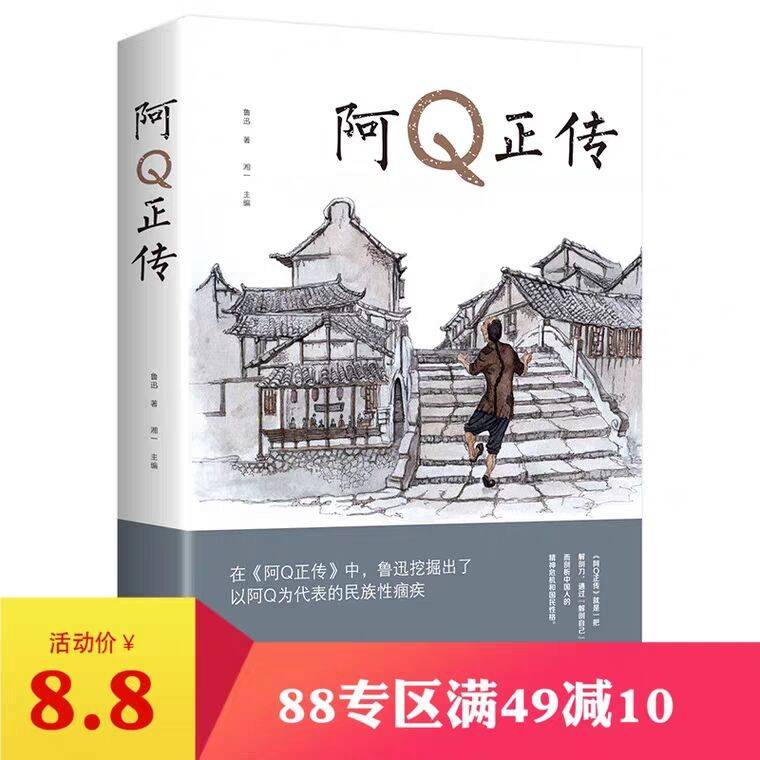 阿Q正传
鲁迅 著 湘一 主编
阿Q正传
鲁迅 著 湘一 主编
在《阿Q正传》中，鲁迅挖掘出了
以阿Q为代表的民族性痼疾
《阿Q正传》就是一把
解剖刀，通过“解剖自己”
而剖析中国人的
精神危机和国民性格。
活动价￥
8.8
88专区满49减10